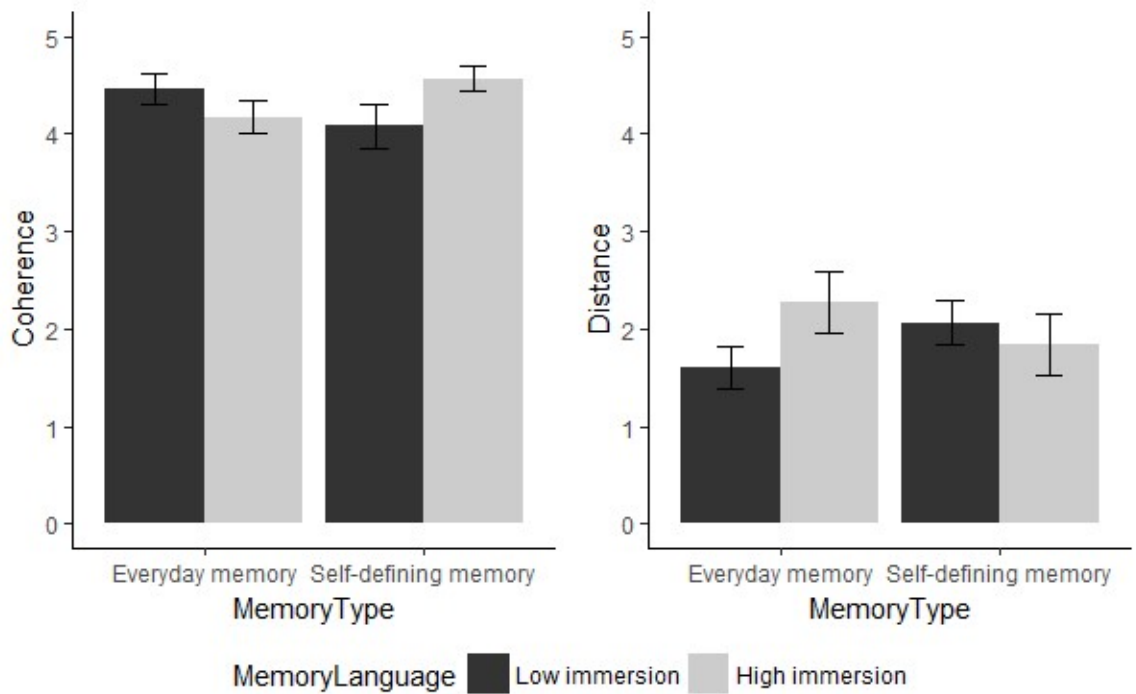 Coherence
5
4
3
2
1
0
Everyday memory Self-defining memory
MemoryType
Distance
5
4
3
2
1
0
Everyday memory Self-defining memory
MemoryType
MemoryLanguage Low immersion High immersion